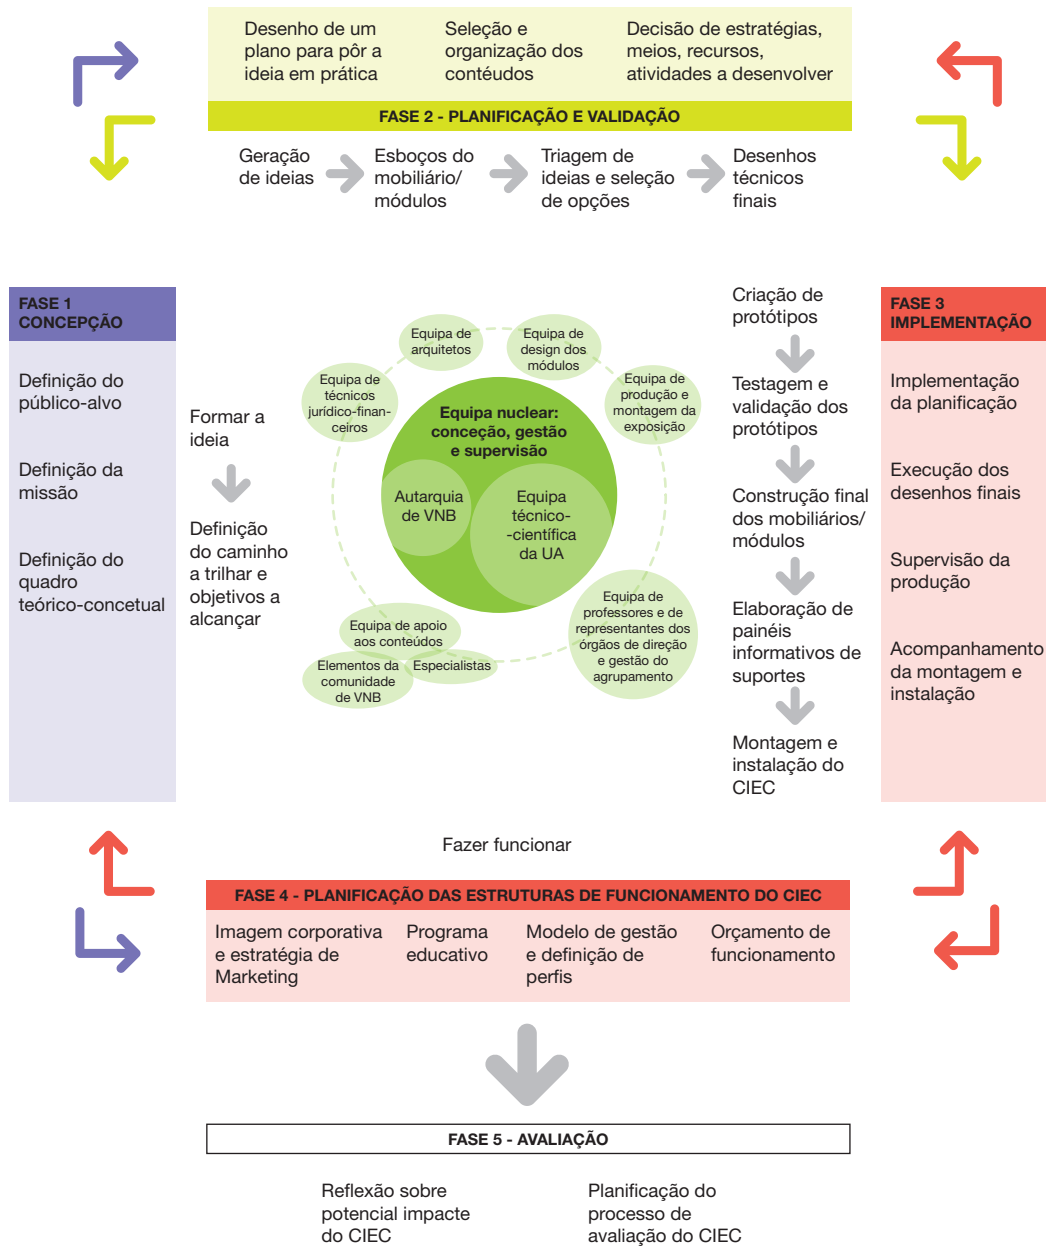 Desenho de um
plano para pôr a
ideia em prática
Seleção e
organização dos
contéudos
Decisão de estratégias,
meios, recursos,
atividades a desenvolver
FASE 2 - PLANIFICAÇÃO E VALIDAÇÃO
Geração
de ideias
Esboços do
mobiliário/
módulos
Triagem de
ideias e seleção
de opções
Desenhos
técnicos
finais
FASE 1
CONCEPÇÃO
Definição do
público-alvo
Definição da
missão
Definição do
quadro
teórico-concetual
Formar a
ideia
Definição
do caminho
a trilhar e
objetivos a
alcançar
Equipa de
arquitetos
Equipa de
design dos
módulos
Equipa de
técnicos
jurídico-finan-
ceiros
Equipa de
produção e
montagem da
exposição
Equipa nuclear:
conceção, gestão
e supervisão
Autarquia
de VNB
Equipa
técnico-
-científica
da UA
Equipa de apoio
aos conteúdos
Elementos da
comunidade
de VNB
Especialistas
Equipa de
professores e de
representantes dos
órgãos de direção
e gestão do
agrupamento
Criação de
protótipos
Testagem e
validação dos
protótipos
Construção final
dos mobiliários/
módulos
Elaboração de
painéis
informativos de
suportes
Montagem e
instalação do
CIEC
FASE 3
IMPLEMENTAÇÃO
Implementação
da planificação
Execução dos
desenhos finais
Supervisão da
produção
Acompanhamento
da montagem e
instalação
Fazer funcionar
FASE 4 - PLANIFICAÇÃO DAS ESTRUTURAS DE FUNCIONAMENTO DO CIEC
Imagem corporativa
e estratégia de
Marketing
Programa
educativo
Modelo de gestão
e definição de
perfis
Orçamento de
funcionamento
FASE 5 - AVALIAÇÃO
Reflexão sobre
potencial impacte
do CIEC
Planificação do
processo de
avaliação do CIEC